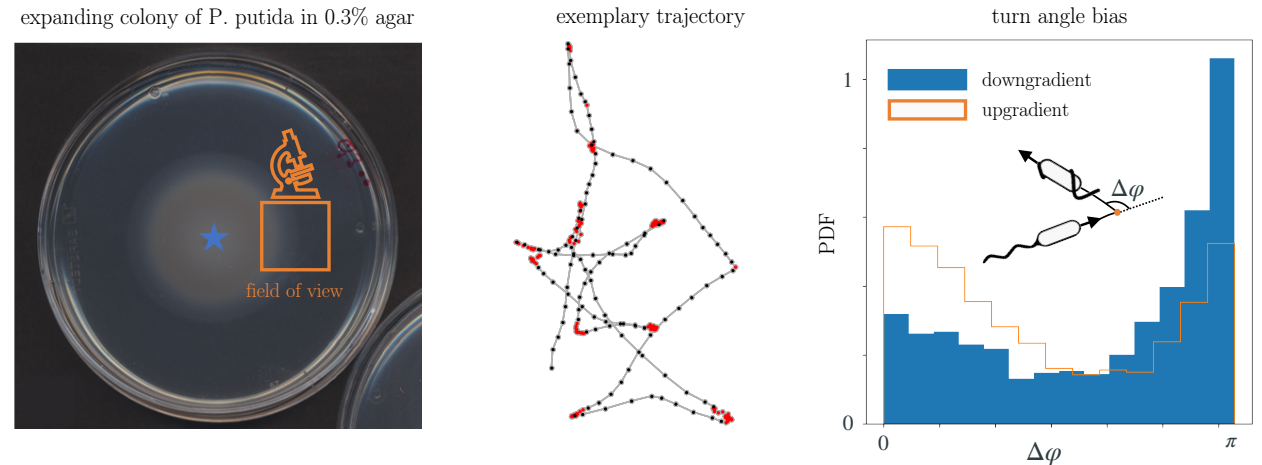 expanding colony of P. putida in 0.3% agar
field of view
exemplary trajectory
turn angle bias
1
downgradient
upgradient
Δφ
PDF
0
0
π
Δφ